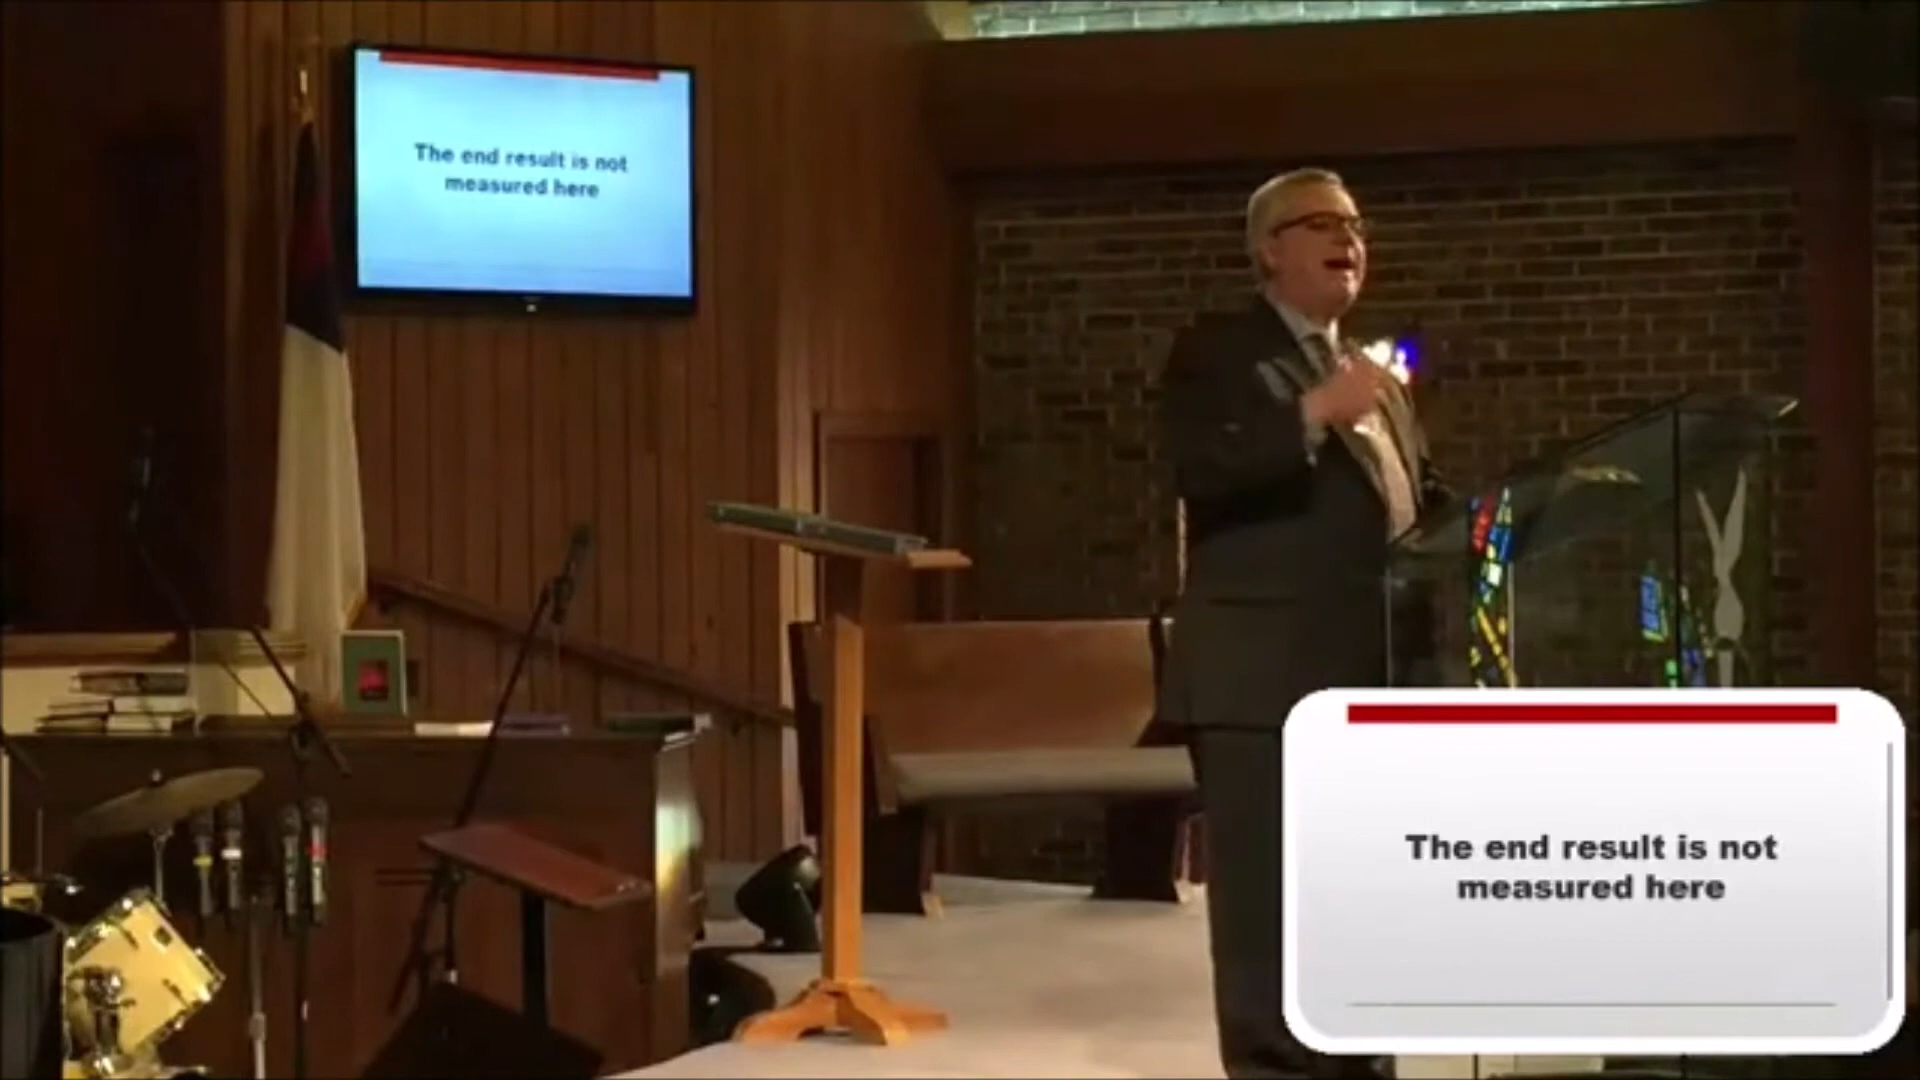 The end result is not
measured here
The end result is not
measured here